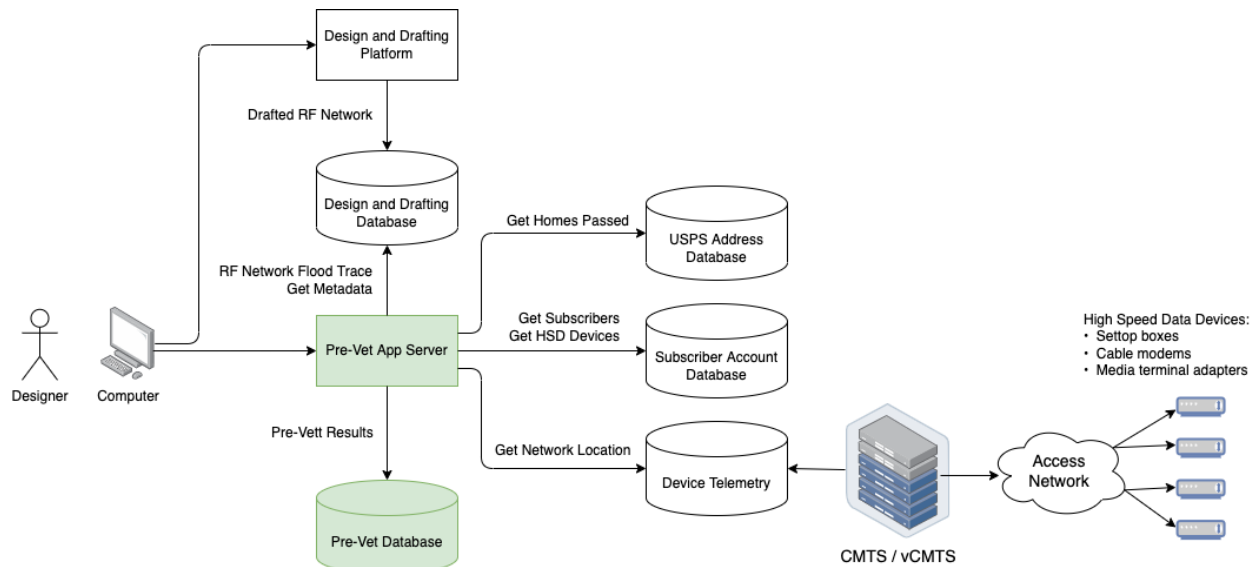 Design and Drafting
Platform
Drafted RF Network
Design and Drafting
Database
Get Homes Passed
USPS Address
Database
RF Network Flood Trace
Get Metadata
Designer
Computer
Pre-Vet App Server
Get Subscribers
Get HSD Devices
Subscriber Account
Database
High Speed Data Devices:
• Settop boxes
• Cable modems
• Media terminal adapters
Pre-Vett Results
Get Network Location
Device Telemetry
Access
Network
Pre-Vet Database
CMTS / vCMTS